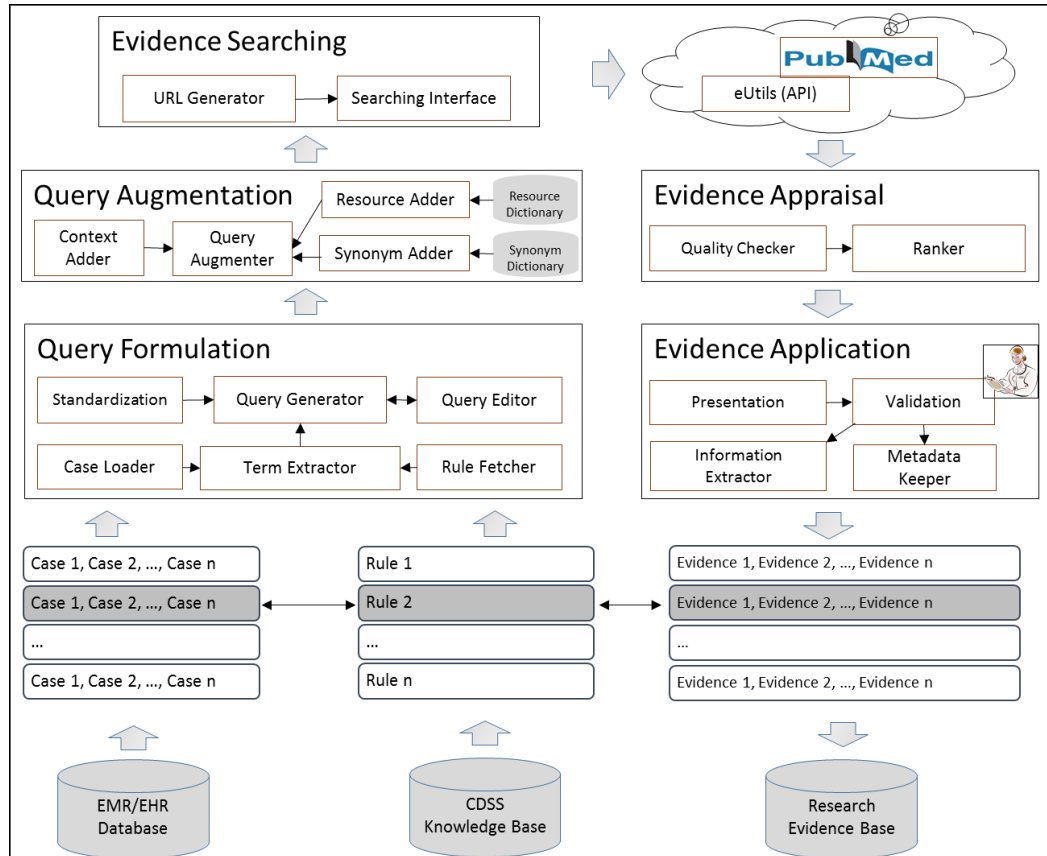 Evidence Searching
URL Generator
Searching Interface
PubMed
eUtils (API)
Query Augmentation
Resource Adder
Resource
Dictionary
Context
Adder
Query
Augmenter
Synonym Adder
Synonym
Dictionary
Evidence Appraisal
Quality Checker
Ranker
Query Formulation
Standardization
Query Generator
Query Editor
Case Loader
Term Extractor
Rule Fetcher
Evidence Application
Presentation
Validation
Information
Extractor
Metadata
Keeper
Case 1, Case 2, ..., Case n
Case 1, Case 2, ..., Case n
...
Case 1, Case 2, ..., Case n
Rule 1
Rule 2
...
Rule n
Evidence 1, Evidence 2, ..., Evidence n
Evidence 1, Evidence 2, ..., Evidence n
...
Evidence 1, Evidence 2, ..., Evidence n
EMR/EHR
Database
CDSS
Knowledge Base
Research
Evidence Base